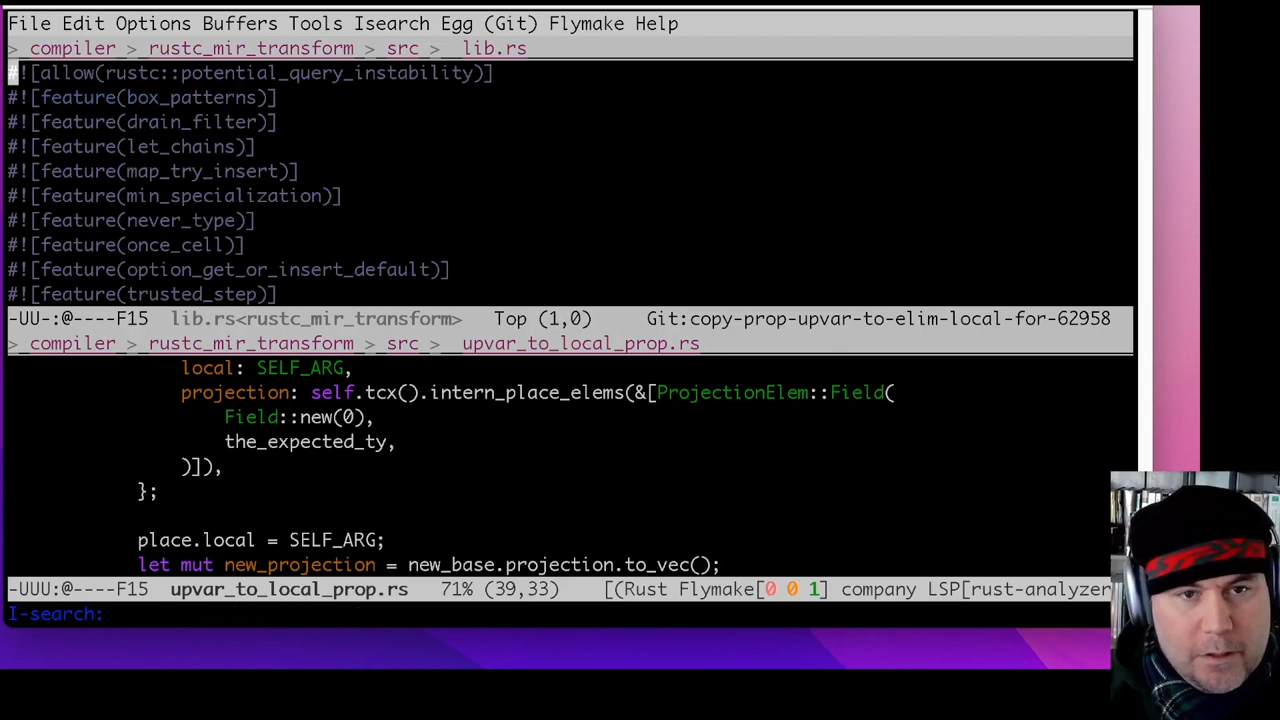 File Edit Options Buffers Tools Isearch Egg (Git) Flymake Help
> compiler > rustc_mir_transform > src > lib.rs
#![allow(rustc::potential_query_instability)]
#![feature(box_patterns)]
#![feature(drain_filter)]
#![feature(let_chains)]
#![feature(map_try_insert)]
#![feature(min_specialization)]
#![feature(never_type)]
#![feature(once_cell)]
#![feature(option_get_or_insert_default)]
#![feature(trusted_step)]
-UU-:@----F15  lib.rs<rustc_mir_transform>   Top (1,0)     Git:copy-prop-upvar-to-elim-local-for-62958
> compiler > rustc_mir_transform > src > upvar_to_local_prop.rs
local: SELF_ARG,
projection: self.tcx().intern_place_elems(&[ProjectionElem::Field(
Field::new(0),
the_expected_ty,
)]),
};
place.local = SELF_ARG;
let mut new_projection = new_base.projection.to_vec();
-UUU:@----F15  upvar_to_local_prop.rs   71% (39,33)    [(Rust Flymake[0 0 1] company LSP[rust-analyzer
I-search: